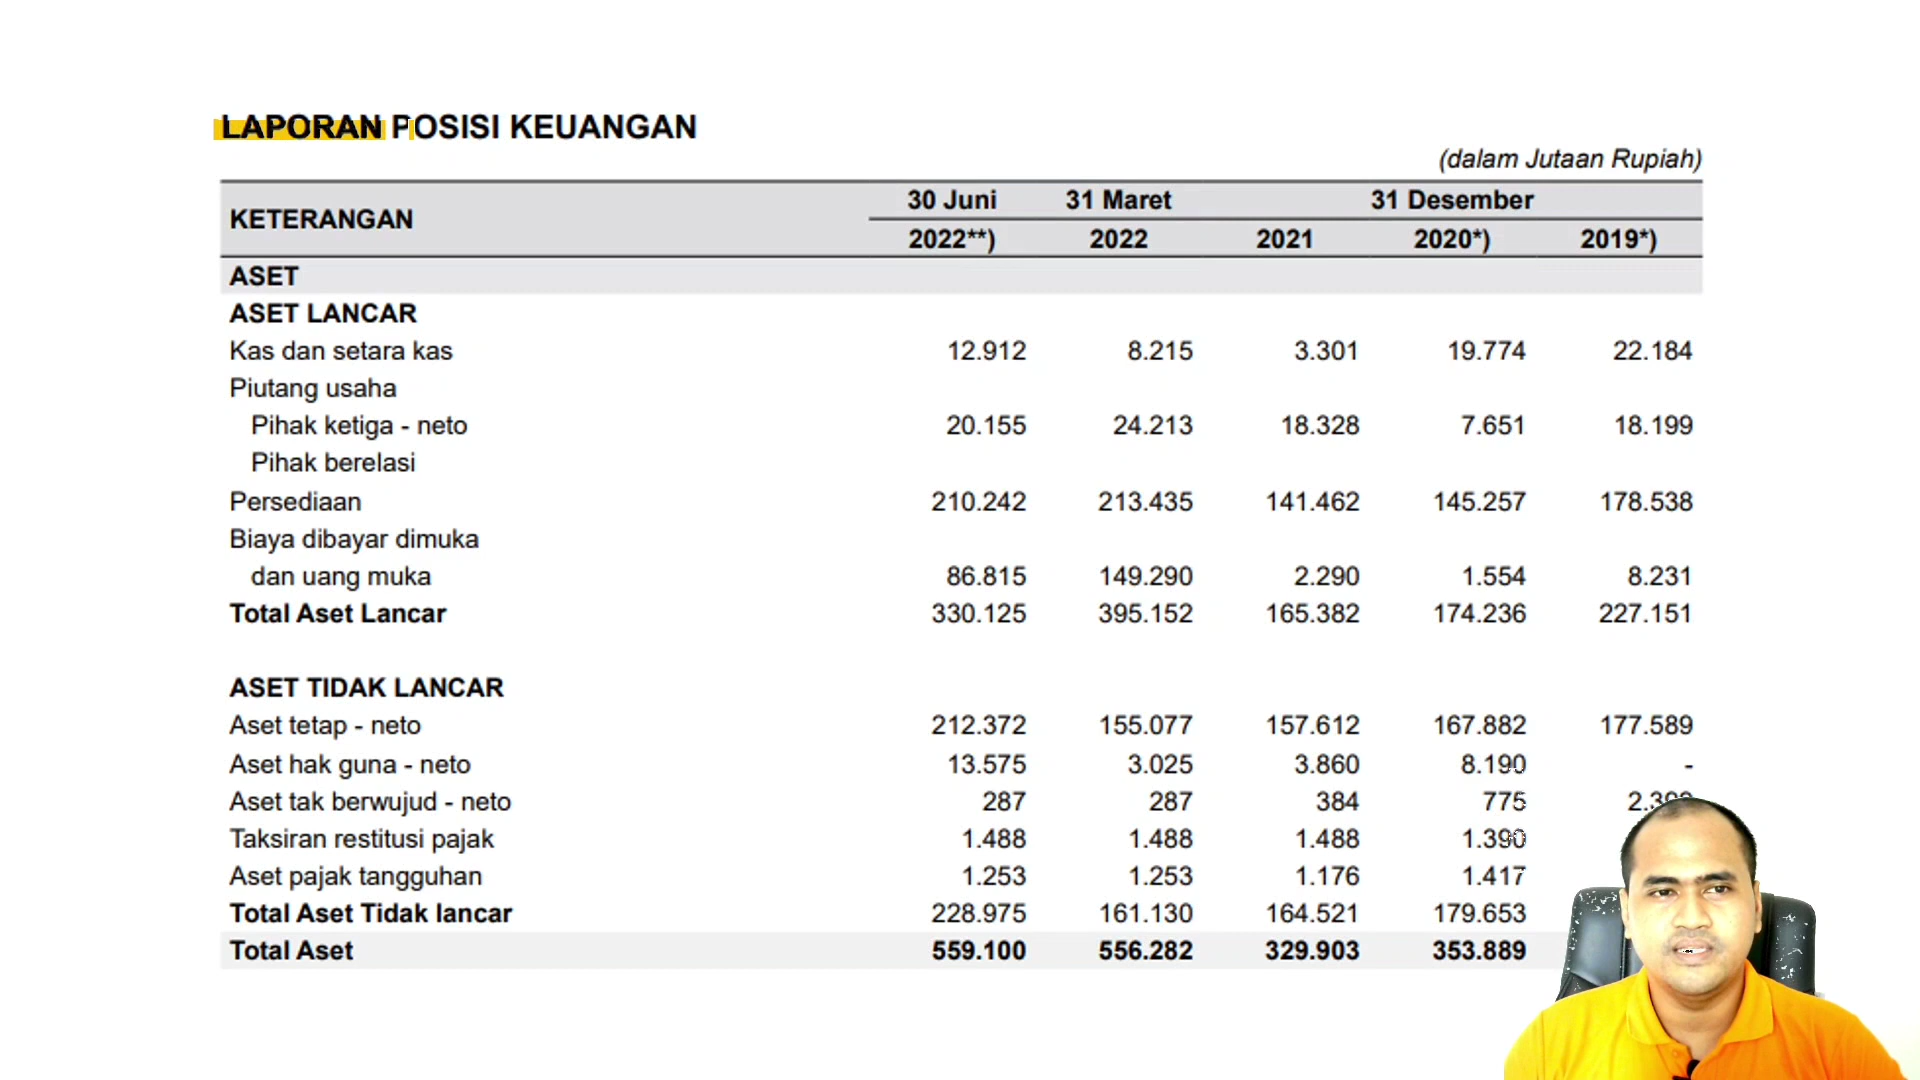 LAPORAN POSISI KEUANGAN
(dalam Jutaan Rupiah)
KETERANGAN 30 Juni 31 Maret 31 Desember
2022**) 2022 2021 2020*) 2019*)
ASET
ASET LANCAR
Kas dan setara kas 12.912 8.215 3.301 19.774 22.184
Piutang usaha
Pihak ketiga - neto 20.155 24.213 18.328 7.651 18.199
Pihak berelasi
Persediaan 210.242 213.435 141.462 145.257 178.538
Biaya dibayar dimuka
dan uang muka 86.815 149.290 2.290 1.554 8.231
Total Aset Lancar 330.125 395.152 165.382 174.236 227.151
ASET TIDAK LANCAR
Aset tetap - neto 212.372 155.077 157.612 167.882 177.589
Aset hak guna - neto 13.575 3.025 3.860 8.190 -
Aset tak berwujud - neto 287 287 384 775
Taksiran restitusi pajak 1.488 1.488 1.488 1.390
Aset pajak tangguhan 1.253 1.253 1.176 1.417
Total Aset Tidak lancar 228.975 161.130 164.521 179.653
Total Aset 559.100 556.282 329.903 353.889